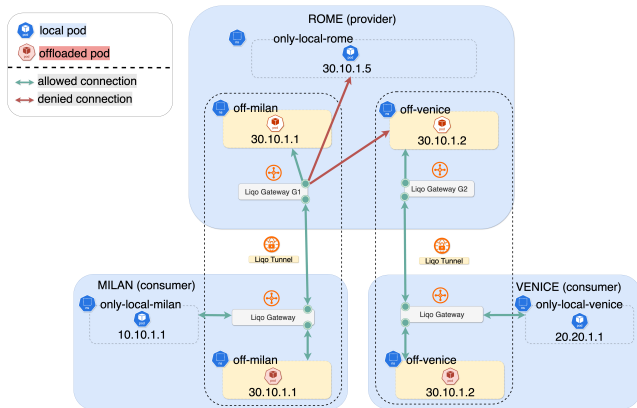 ROME (provider)
local pod
offloaded pod
allowed connection
denied connection
only-local-rome
30.10.1.5
off-milan
30.10.1.1
off-venice
30.10.1.2
Liqo Gateway G1
Liqo Gateway G2
Liqo Tunnel
Liqo Tunnel
MILAN (consumer)
only-local-milan
10.10.1.1
Liqo Gateway
off-milan
30.10.1.1
VENICE (consumer)
only-local-venice
20.20.1.1
Liqo Gateway
off-venice
30.10.1.2